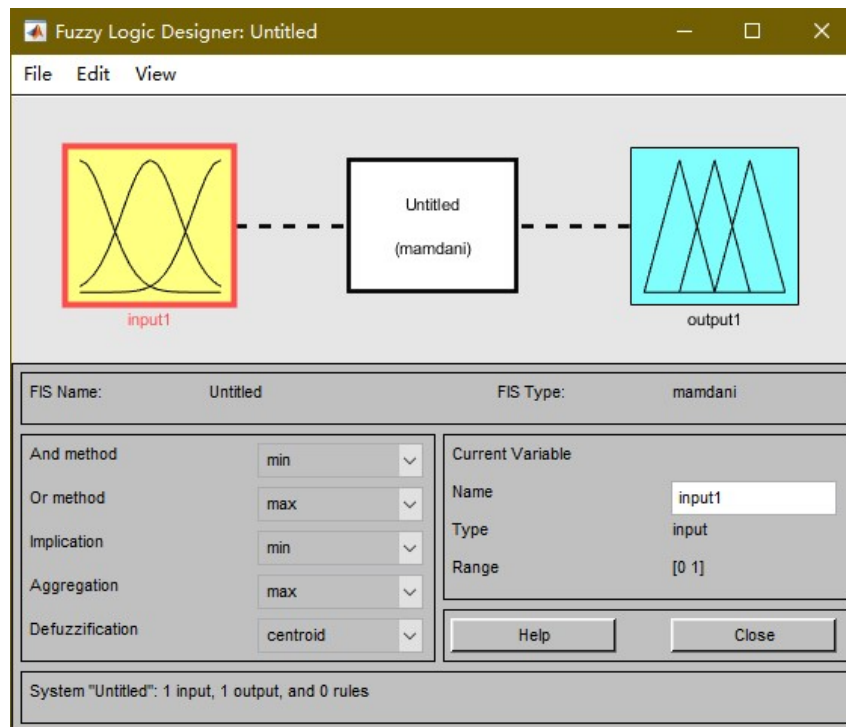 Fuzzy Logic Designer: Untitled
File Edit View
Untitled
(mamdani)
input1
output1
FIS Name: Untitled FIS Type: mamdani
And method min
Or method max
Implication min
Aggregation max
Defuzzification centroid
Current Variable
Name input1
Type input
Range [0 1]
Help Close
System "Untitled": 1 input, 1 output, and 0 rules